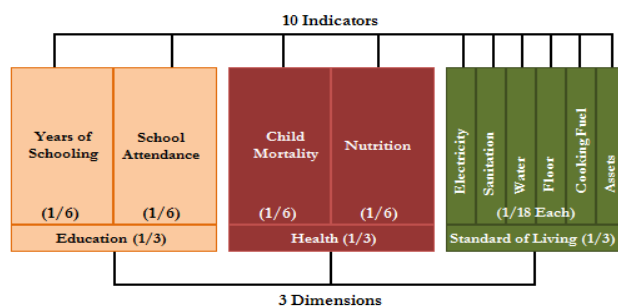 10 Indicators
Years of
Schooling
(1/6)
School
Attendance
(1/6)
Education (1/3)
Child
Mortality
(1/6)
Nutrition
(1/6)
Health (1/3)
Electricity
Sanitation
Water
Floor
Cooking Fuel
Assets
(1/18 Each)
Standard of Living (1/3)
3 Dimensions